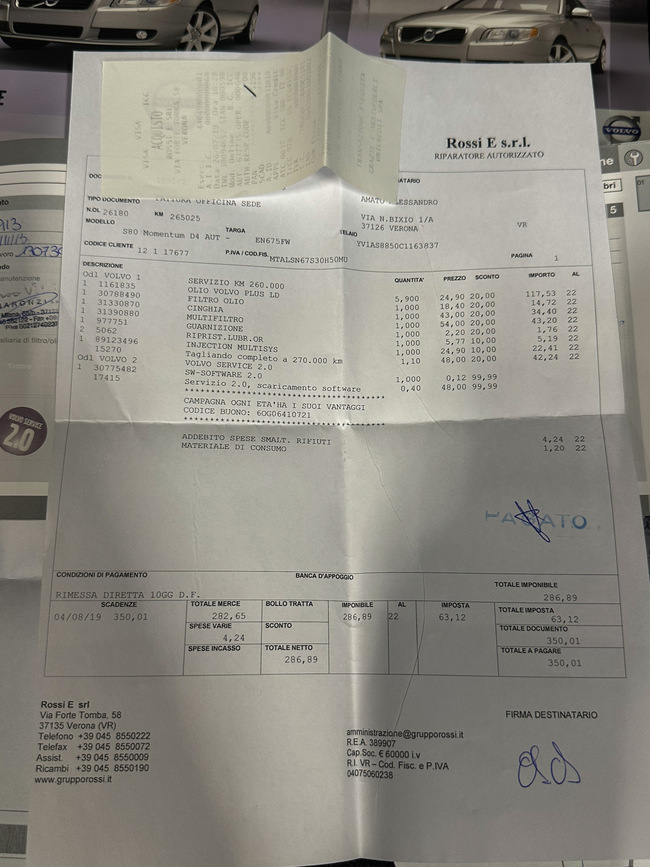 VISA ICC
VISA
ACQUISTO
VERONA
VOLVO
Rossi E s.r.l.
RIPARATORE AUTORIZZATO
TIPO DOCUMENTO FATTURA OFFICINA SEDE
AMATO
N.OL 26180 KM 265025
VIA N.BIXIO 1/A
MODELLO
37126 VERONA VR
S80 Momentum D4 AUT - TARGA EN675FW TELAIO YV1AS8850C1163837
CODICE CLIENTE 12 1 17677 P.IVA / COD.FIS. MTALSN67S30H50MU PAGINA 1
DESCRIZIONE QUANTITA' PREZZO SCONTO IMPORTO AL
Odl VOLVO 1 SERVIZIO KM 260.000
1 1161835 OLIO VOLVO PLUS LD 5,900 24,90 20,00 117,53 22
1 30788490 FILTRO OLIO 1,000 18,40 20,00 14,72 22
1 31330870 CINGHIA 1,000 43,00 20,00 34,40 22
1 31390880 MULTIFILTRO 1,000 54,00 20,00 43,20 22
1 977751 GUARNIZIONE 1,000 2,20 20,00 1,76 22
2 5062 RIPRIST.LUBR.OR 1,000 5,77 10,00 5,19 22
1 89123496 INJECTION MULTISYS 1,000 24,90 10,00 22,41 22
15270 Tagliando completo a 270.000 km 1,10 48,00 20,00 42,24 22
Odl VOLVO 2 VOLVO SERVICE 2.0
1 30775482 SW-SOFTWARE 2.0 1,000 0,12 99,99
17415 Servizio 2.0, scaricamento software 0,40 48,00 99,99
****************************************
CAMPAGNA OGNI ETA'HA I SUOI VANTAGGI
CODICE BUONO: 6OG06410721
****************************************
VOLVO SERVICE
2.0
ADDEBITO SPESE SMALT. RIFIUTI 4,24 22
MATERIALE DI CONSUMO 1,20 22
PAGATO
CONDIZIONI DI PAGAMENTO BANCA D'APPOGGIO TOTALE IMPONIBILE
RIMESSA DIRETTA 10GG D.F. 286,89
SCADENZE TOTALE MERCE BOLLO TRATTA IMPONIBILE AL IMPOSTA TOTALE IMPOSTA
04/08/19 350,01 282,65 286,89 22 63,12 63,12
SPESE VARIE SCONTO TOTALE DOCUMENTO
4,24 350,01
SPESE INCASSO TOTALE NETTO TOTALE A PAGARE
286,89 350,01
Rossi E srl
Via Forte Tomba, 58
37135 Verona (VR)
Telefono +39 045 8550222
Telefax +39 045 8550072
Assist. +39 045 8550009
Ricambi +39 045 8550190
www.grupporossi.it
amministrazione@grupporossi.it
R.E.A. 389907
Cap.Soc. € 60000 i.v
R.I. VR – Cod. Fisc. e P.IVA
04075060238
FIRMA DESTINATARIO